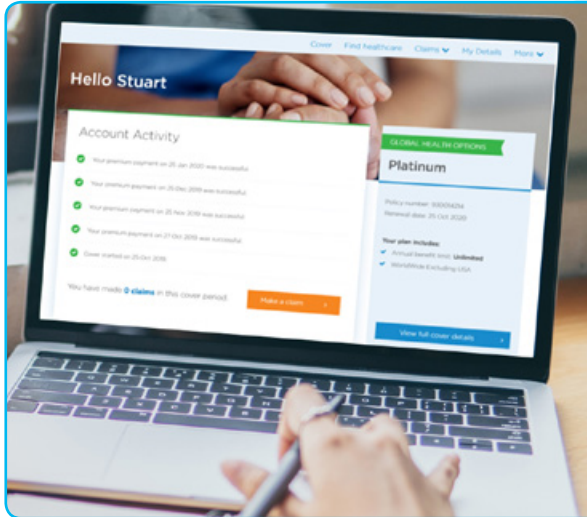 Cover Find healthcare Claims My Details More
Hello Stuart
Account Activity
Your premium payment on 25 Jan 2020 was successful
Your premium payment on 25 Dec 2019 was successful
Your premium payment on 25 Nov 2019 was successful
Your premium payment on 27 Oct 2019 was successful
Cover started on 25 Oct 2019
You have made 0 claims in this cover period
Make a claim
GLOBAL HEALTH OPTIONS
Platinum
Policy number:
Renewal date: 25 Oct 2020
Your plan includes:
Annual benefit limit: Unlimited
Worldwide Excluding USA
View full cover details